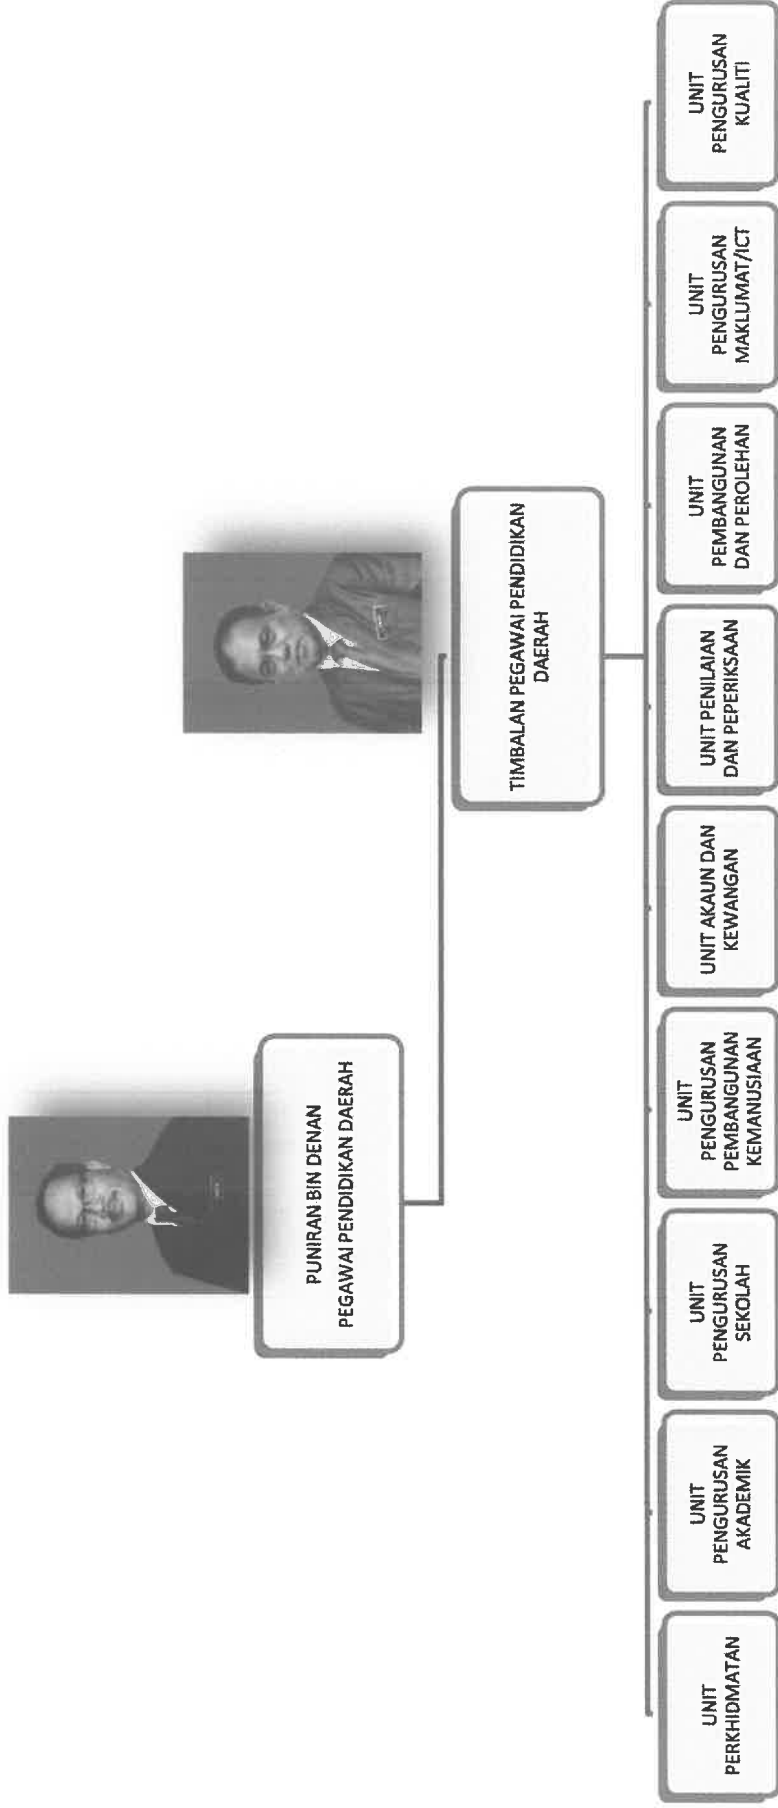 PUNIRAN BIN DENAN
PEGAWAI PENDIDIKAN DAERAH
TIMBALAN PEGAWAI PENDIDIKAN
DAERAH
UNIT
PERKHIDMATAN
UNIT
PENGURUSAN
AKADEMIK
UNIT
PENGURUSAN
SEKOLAH
UNIT
PENGURUSAN
PEMBANGUNAN
KEMANUSIAAN
UNIT AKAUN DAN
KEWANGAN
UNIT PENILAIAN
DAN PEPERIKSAAN
UNIT
PEMBANGUNAN
DAN PEROLEHAN
UNIT
PENGURUSAN
MAKLUMAT/ICT
UNIT
PENGURUSAN
KUALITI